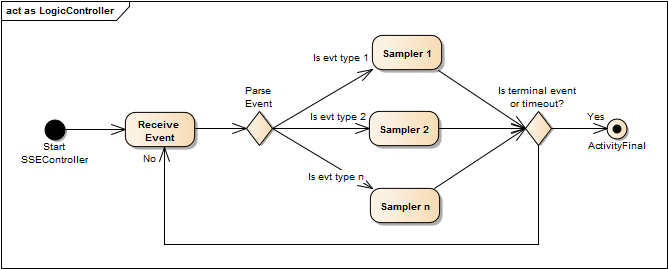 act as LogicController
Sampler 1
Is evt type 1
Parse
Event
Is terminal event
or timeout?
Receive
Event
Is evt type 2
Sampler 2
Yes
Start
SSEController
No
ActivityFinal
Is evt type n
Sampler n